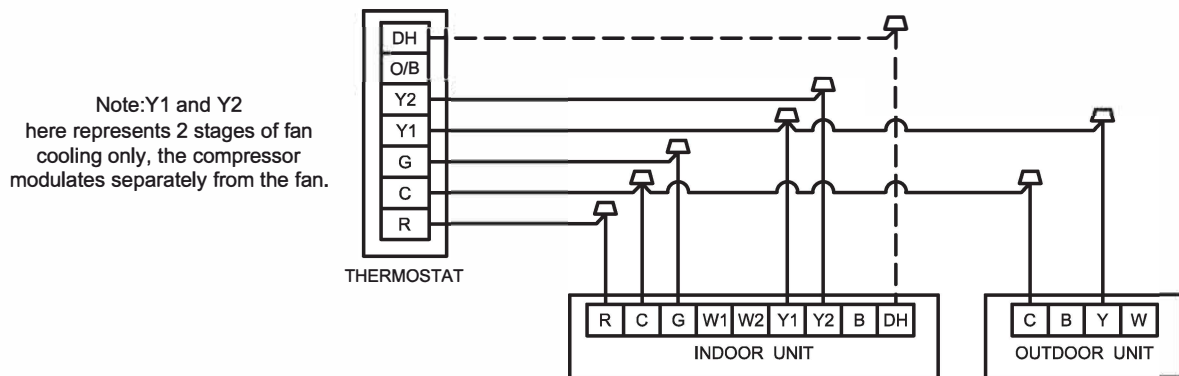 Note:Y1 and Y2
here represents 2 stages of fan
cooling only, the compressor
modulates separately from the fan.
DH
O/B
Y2
Y1
G
C
R
THERMOSTAT
R C G W1 W2 Y1 Y2 B DH
INDOOR UNIT
C B Y W
OUTDOOR UNIT